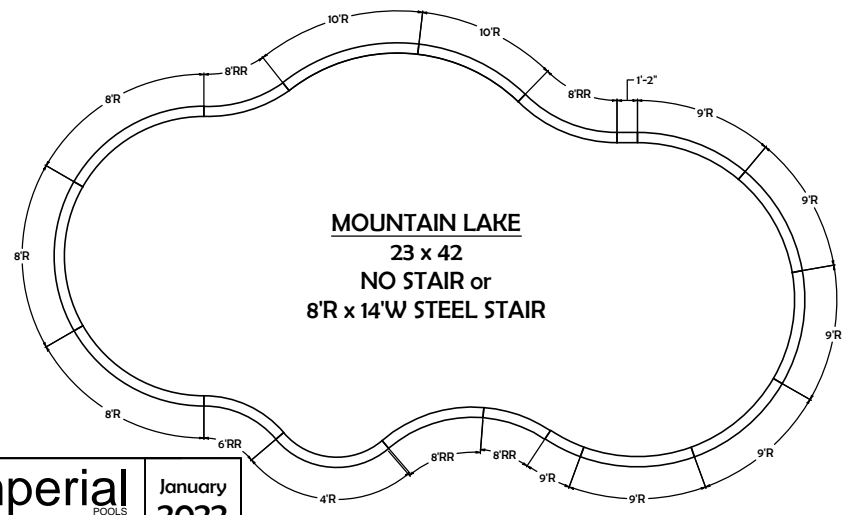 10'R
10'R
8'RR
8'R
8'RR
1'-2"
9'R
9'R
8'R
9'R
8'R
6'RR
4'R
8'RR
8'RR
9'R
9'R
9'R
MOUNTAIN LAKE
23 x 42
NO STAIR or
8'R x 14'W STEEL STAIR
perial
POOLS
January